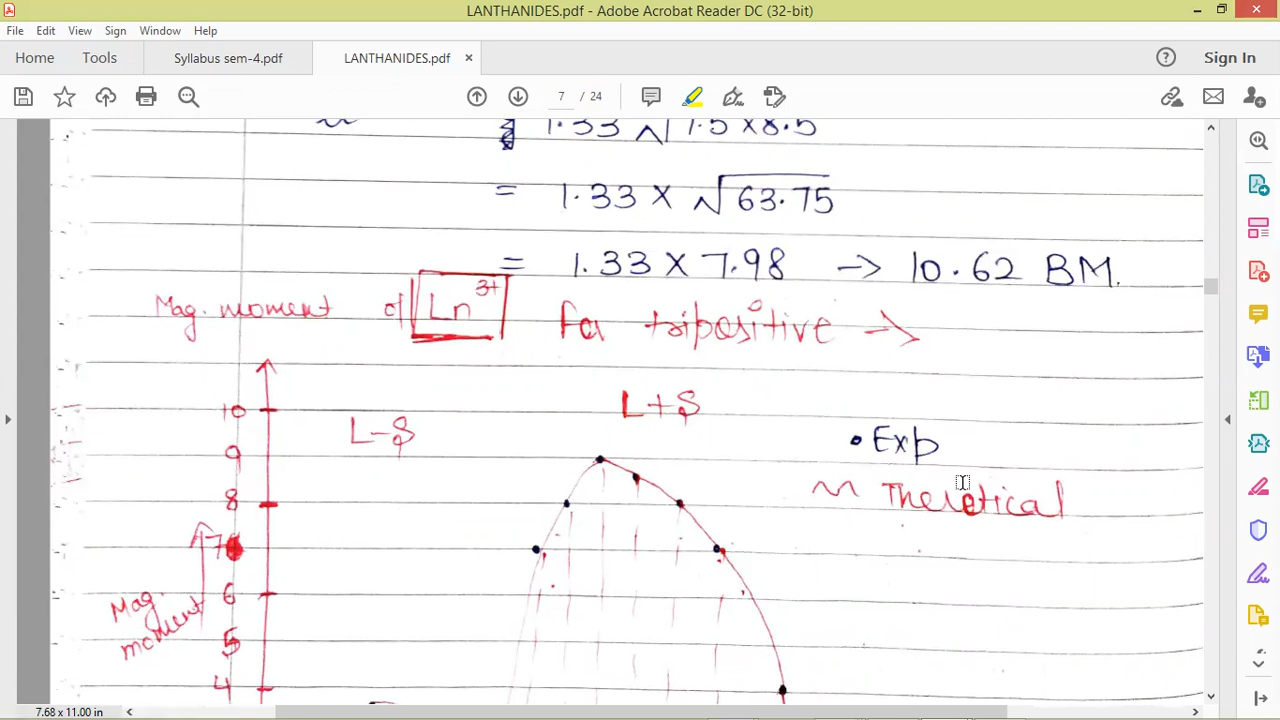 LANTHANIDES.pdf - Adobe Acrobat Reader DC (32-bit)
File Edit View Sign Window Help
Home Tools Syllabus sem-4.pdf LANTHANIDES.pdf × Sign In
7 / 24
1.33 √1.5 x8.5
= 1.33 X √63.75
= 1.33 X 7.98 → 10.62 BM.
Mag. moment of Ln3+ for tripositive →
L+S
10
L-S
• Exp
9
8 Theretical
7
6
Mag.
moment
5
4
7.68 x 11.00 in